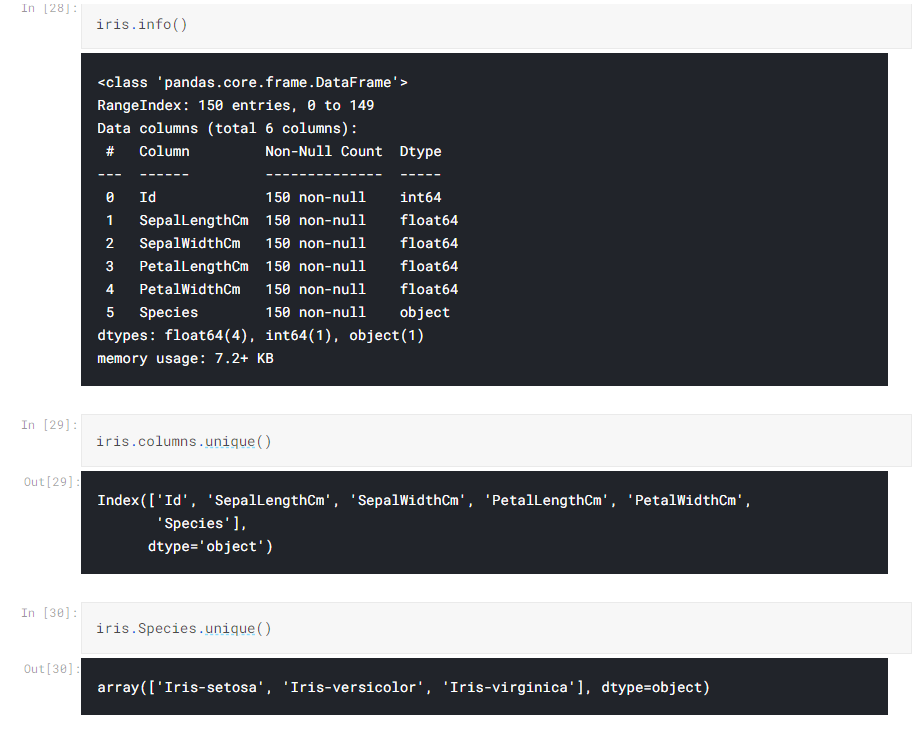 In [28]:
iris.info()
<class 'pandas.core.frame.DataFrame'>
RangeIndex: 150 entries, 0 to 149
Data columns (total 6 columns):
 #   Column         Non-Null Count  Dtype
---  ------         --------------  -----
 0   Id             150 non-null    int64
 1   SepalLengthCm  150 non-null    float64
 2   SepalWidthCm   150 non-null    float64
 3   PetalLengthCm  150 non-null    float64
 4   PetalWidthCm   150 non-null    float64
 5   Species        150 non-null    object
dtypes: float64(4), int64(1), object(1)
memory usage: 7.2+ KB
In [29]:
iris.columns.unique()
Out[29]:
Index(['Id', 'SepalLengthCm', 'SepalWidthCm', 'PetalLengthCm', 'PetalWidthCm',
       'Species'],
      dtype='object')
In [30]:
iris.Species.unique()
Out[30]:
array(['Iris-setosa', 'Iris-versicolor', 'Iris-virginica'], dtype=object)